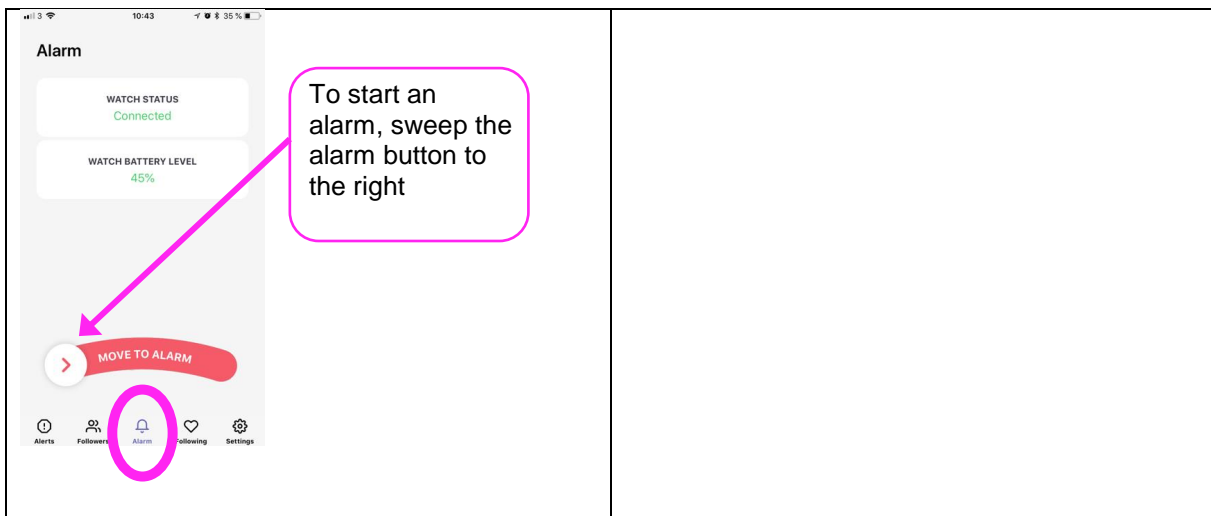 3 10:43 35 %
Alarm
WATCH STATUS
Connected
WATCH BATTERY LEVEL
45%
To start an
alarm, sweep the
alarm button to
the right
MOVE TO ALARM
Alerts Followers Alarm Following Settings